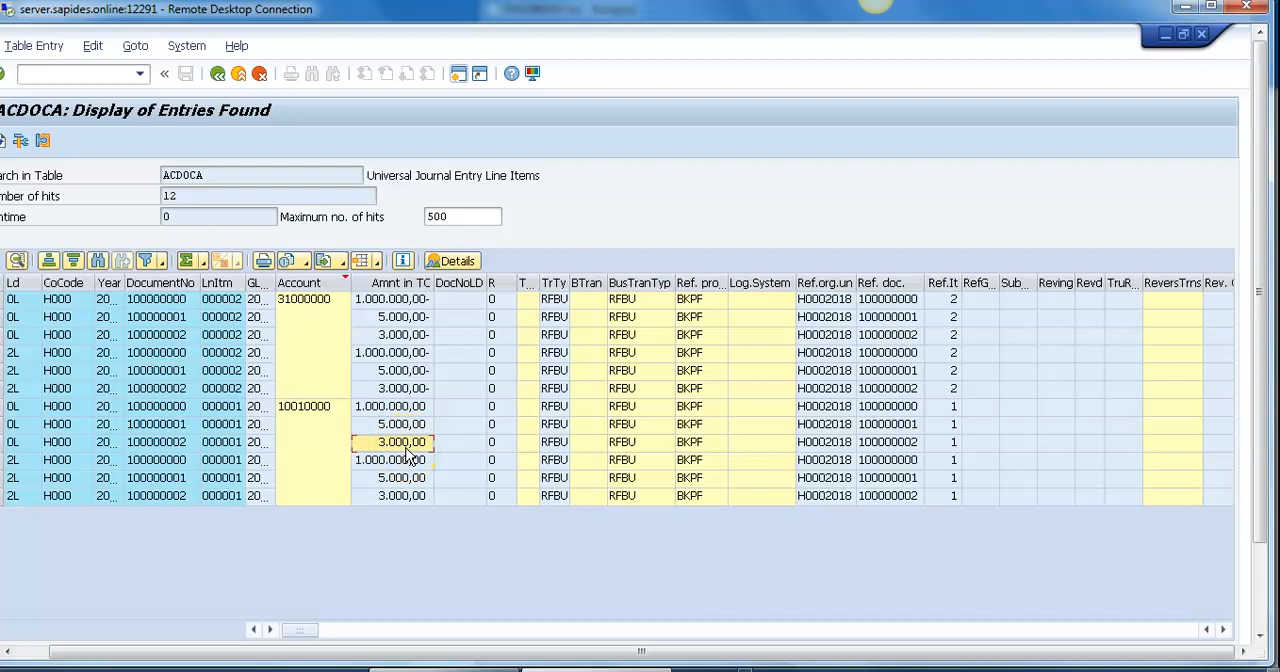 server.sapides.online:12291 - Remote Desktop Connection
Table Entry Edit Goto System Help
ACDOCA: Display of Entries Found
arch in Table ACDOCA Universal Journal Entry Line Items
mber of hits 12
ntime 0 Maximum no. of hits 500
Details
Ld CoCode Year DocumentNo LnItm GL... Account Amnt in TC DocNoLD R T... TrTy BTran BusTranTyp Ref. pro... Log.System Ref.org.un Ref. doc. Ref.It RefG... Sub... Reving Revd TruR... ReversTrns Rev.
0L H000 20... 100000000 000002 20... 31000000 1.000.000,00- 0 RFBU RFBU BKPF H0002018 100000000 2
0L H000 20... 100000001 000002 20... 5.000,00- 0 RFBU RFBU BKPF H0002018 100000001 2
0L H000 20... 100000002 000002 20... 3.000,00- 0 RFBU RFBU BKPF H0002018 100000002 2
2L H000 20... 100000000 000002 20... 1.000.000,00- 0 RFBU RFBU BKPF H0002018 100000000 2
2L H000 20... 100000001 000002 20... 5.000,00- 0 RFBU RFBU BKPF H0002018 100000001 2
2L H000 20... 100000002 000002 20... 3.000,00- 0 RFBU RFBU BKPF H0002018 100000002 2
0L H000 20... 100000000 000001 20... 10010000 1.000.000,00 0 RFBU RFBU BKPF H0002018 100000000 1
0L H000 20... 100000001 000001 20... 5.000,00 0 RFBU RFBU BKPF H0002018 100000001 1
0L H000 20... 100000002 000001 20... 3.000,00 0 RFBU RFBU BKPF H0002018 100000002 1
2L H000 20... 100000000 000001 20... 1.000.000,00 0 RFBU RFBU BKPF H0002018 100000000 1
2L H000 20... 100000001 000001 20... 5.000,00 0 RFBU RFBU BKPF H0002018 100000001 1
2L H000 20... 100000002 000001 20... 3.000,00 0 RFBU RFBU BKPF H0002018 100000002 1